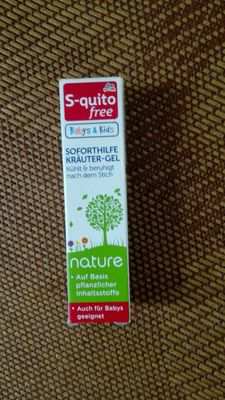 S-quito
free
Babys & Kids
SOFORTHILFE
KRÄUTER-GEL
Kühlt & beruhigt
nach dem Stich
nature
• Auf Basis
pflanzlicher
Inhaltsstoffe
• Auch für Babys
geeignet